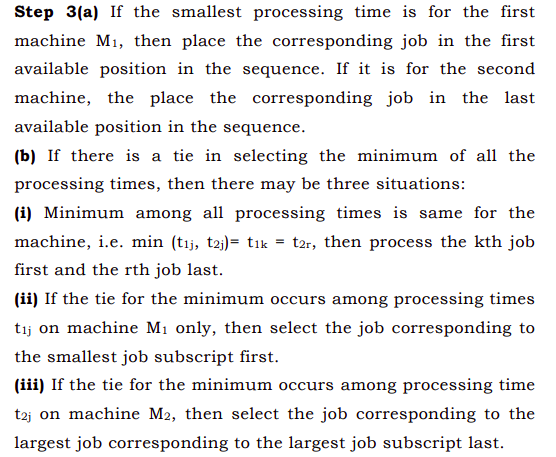 Step 3(a) If the smallest processing time is for the first
machine M₁, then place the corresponding job in the first
available position in the sequence. If it is for the second
machine, the place the corresponding job in the last
available position in the sequence.
(b) If there is a tie in selecting the minimum of all the
processing times, then there may be three situations:
(i) Minimum among all processing times is same for the
machine, i.e. min (t₁ⱼ, t₂ⱼ)= t₁ₖ = t₂ᵣ, then process the kth job
first and the rth job last.
(ii) If the tie for the minimum occurs among processing times
t₁ⱼ on machine M₁ only, then select the job corresponding to
the smallest job subscript first.
(iii) If the tie for the minimum occurs among processing time
t₂ⱼ on machine M₂, then select the job corresponding to the
largest job corresponding to the largest job subscript last.